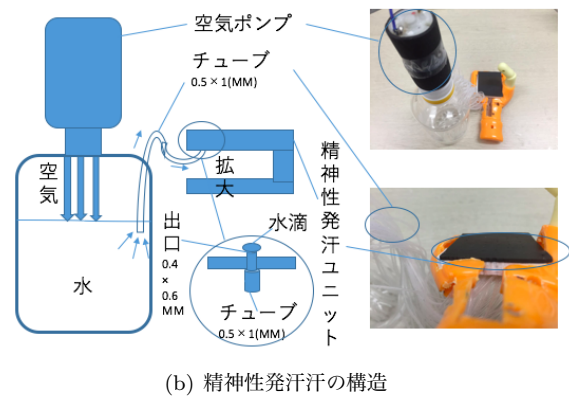 空気ポンプ
チューブ
0.5×1(MM)
空気
拡大
精神性発汗ユニット
出口
0.4
×
0.6
MM
水滴
水
チューブ
0.5×1(MM)
(b) 精神性発汗汗の構造